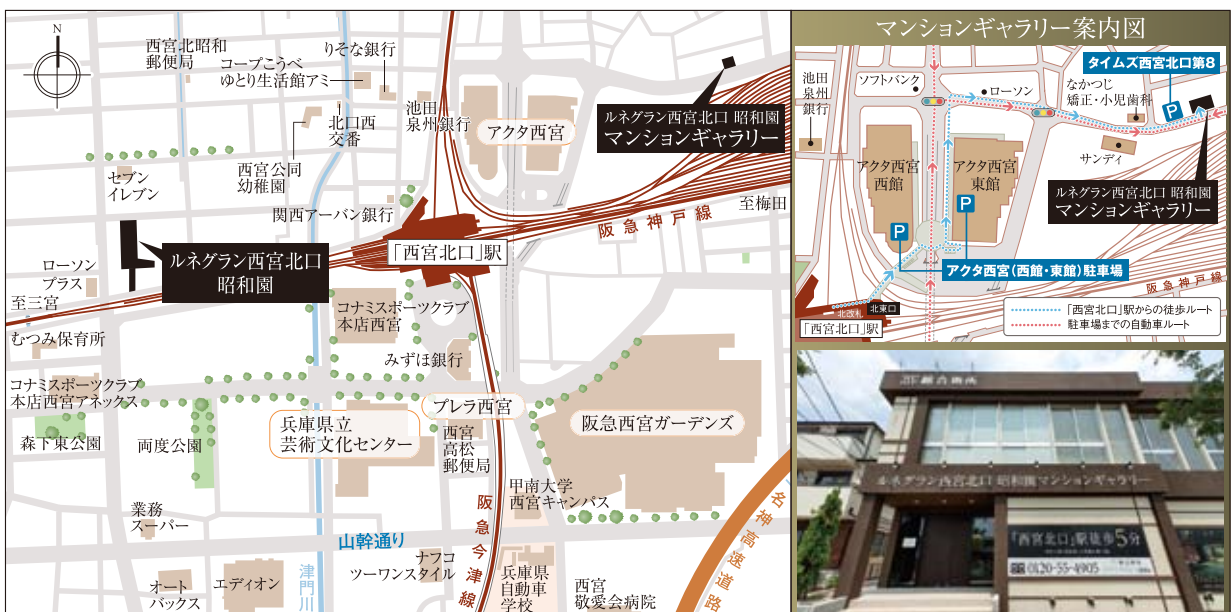 N
西宮北昭和
郵便局
りそな銀行
コープこうべ
ゆとり生活館アミ
北口西
交番
池田
泉州銀行
アクタ西宮
ルネグラン西宮北口 昭和園
マンションギャラリー
セブン
イレブン
西宮公同
幼稚園
関西アーバン銀行
至梅田
阪急神戸線
「西宮北口」駅
ルネグラン西宮北口
昭和園
ローソン
プラス
至三宮
むつみ保育所
コナミスポーツクラブ
本店西宮
みずほ銀行
コナミスポーツクラブ
本店西宮アネックス
プレラ西宮
兵庫県立
芸術文化センター
阪急西宮ガーデンズ
森下東公園
両度公園
西宮
高松
郵便局
甲南大学
西宮キャンパス
業務
スーパー
阪急今津線
名神高速道路
山幹通り
津門川
ナフコ
ツーワンスタイル
オート
バックス
エディオン
兵庫県
自動車
学校
西宮
敬愛会病院
マンションギャラリー案内図
タイムズ西宮北口第8
池田
泉州
銀行
ソフトバンク
ローソン
なかつじ
矯正・小児歯科
P
サンディ
アクタ西宮
西館
アクタ西宮
東館
ルネグラン西宮北口 昭和園
マンションギャラリー
P
P
アクタ西宮(西館・東館)駐車場
阪急神戸線
北改札
北東口
「西宮北口」駅
「西宮北口」駅からの徒歩ルート
駐車場までの自動車ルート
ルネグラン西宮北口 昭和園マンションギャラリー
「西宮北口」駅徒歩5分
0120-55-4905